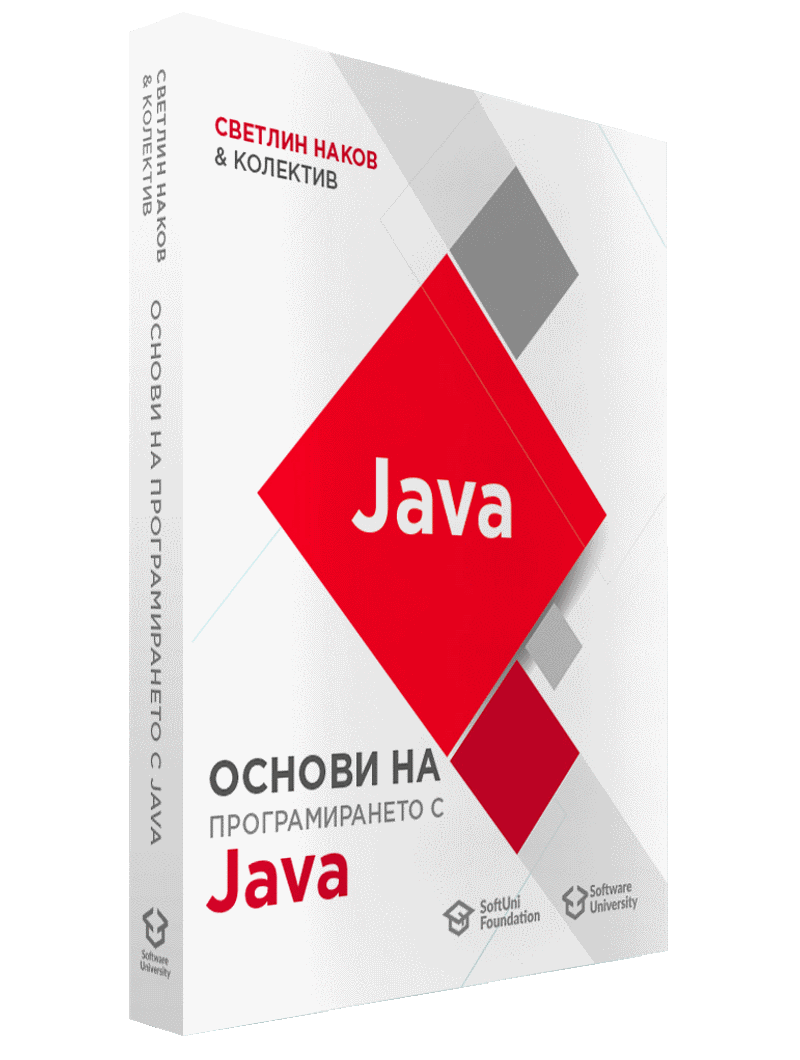 СВЕТЛИН НАКОВ
& КОЛЕКТИВ
ОСНОВИ НА ПРОГРАМИРАНЕТО С JAVA
Software
University
СВЕТЛИН НАКОВ
& КОЛЕКТИВ
Java
ОСНОВИ НА
ПРОГРАМИРАНЕТО С
Java
SoftUni
Foundation
Software
University